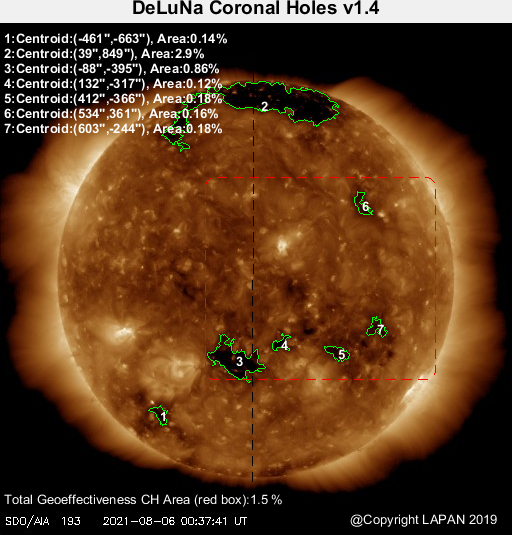 DeLuNa Coronal Holes v1.4
1:Centroid:(-461",-663"), Area:0.14%
2:Centroid:(39",849"), Area:2.9%
3:Centroid:(-88",-395"), Area:0.86%
4:Centroid:(132",-317"), Area:0.12%
5:Centroid:(412",-366"), Area:0.18%
6:Centroid:(534",361"), Area:0.16%
7:Centroid:(603",-244"), Area:0.18%
2
6
7
4
5
3
1
Total Geoeffectiveness CH Area (red box):1.5 %
SDO/AIA 193 2021-08-06 00:37:41 UT
@Copyright LAPAN 2019